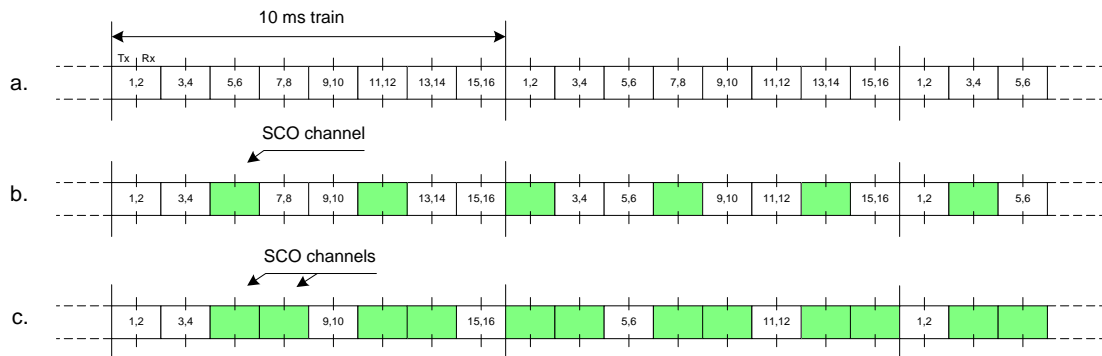 10 ms train
Tx Rx
a. 1,2 3,4 5,6 7,8 9,10 11,12 13,14 15,16 1,2 3,4 5,6 7,8 9,10 11,12 13,14 15,16 1,2 3,4 5,6
SCO channel
b. 1,2 3,4 7,8 9,10 13,14 15,16 3,4 5,6 9,10 11,12 15,16 1,2 5,6
SCO channels
c. 1,2 3,4 9,10 15,16 5,6 11,12 1,2